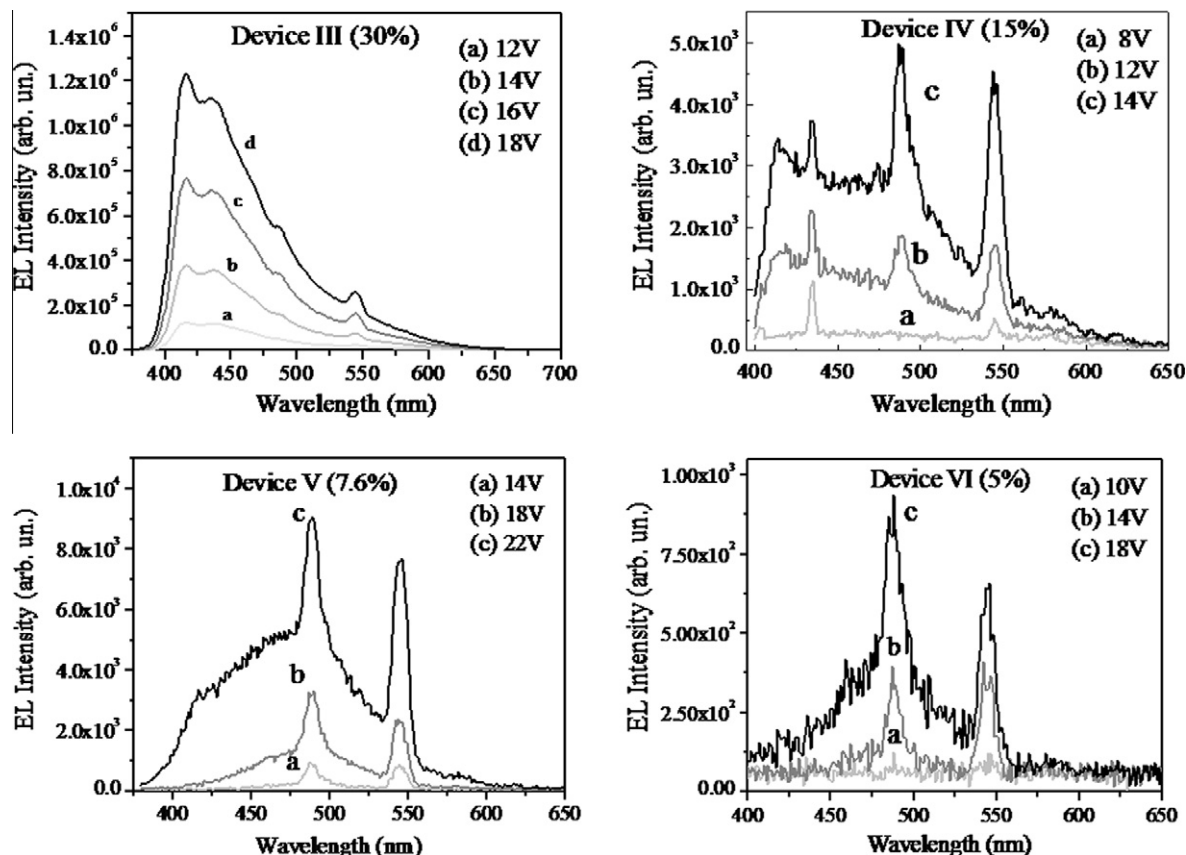 Device III (30%)
(a) 12V
(b) 14V
(c) 16V
(d) 18V
EL Intensity (arb. un.)
1.4x10⁶
1.2x10⁶
1.0x10⁶
8.0x10⁵
6.0x10⁵
4.0x10⁵
2.0x10⁵
0.0
d
c
b
a
400 450 500 550 600 650 700
Wavelength (nm)
Device IV (15%)
(a) 8V
(b) 12V
(c) 14V
EL Intensity (arb. un.)
5.0x10³
4.0x10³
3.0x10³
2.0x10³
1.0x10³
0.0
c
b
a
400 450 500 550 600 650
Wavelength (nm)
Device V (7.6%)
(a) 14V
(b) 18V
(c) 22V
EL Intensity (arb. un.)
1.0x10⁴
8.0x10³
6.0x10³
4.0x10³
2.0x10³
0.0
c
b
a
400 450 500 550 600 650
Wavelength (nm)
Device VI (5%)
(a) 10V
(b) 14V
(c) 18V
EL Intensity (arb. un.)
1.00x10³
7.50x10²
5.00x10²
2.50x10²
0.00
c
b
a
400 450 500 550 600 650
Wavelength (nm)